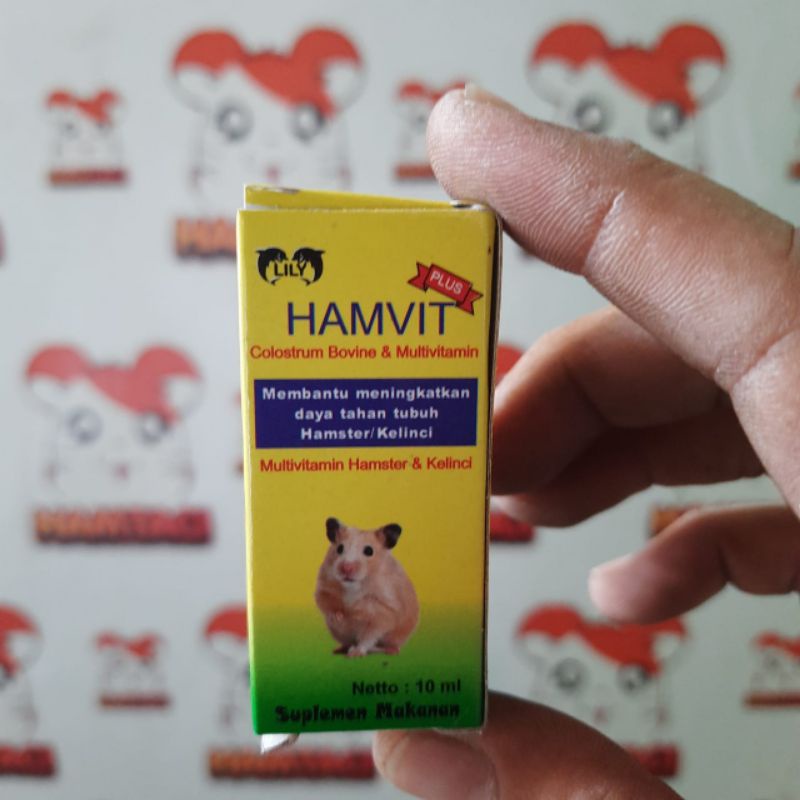 LILY
PLUS
HAMVIT
Colostrum Bovine & Multivitamin
Membantu meningkatkan
daya tahan tubuh
Hamster/Kelinci
Multivitamin Hamster & Kelinci
Netto : 10 ml
Suplemen Makanan